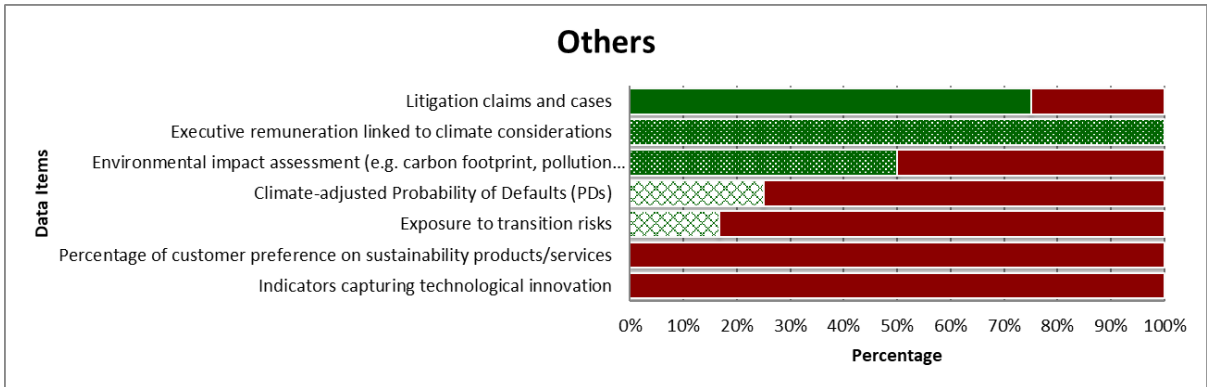 Others
Data Items
Litigation claims and cases
Executive remuneration linked to climate considerations
Environmental impact assessment (e.g. carbon footprint, pollution...
Climate-adjusted Probability of Defaults (PDs)
Exposure to transition risks
Percentage of customer preference on sustainability products/services
Indicators capturing technological innovation
0% 10% 20% 30% 40% 50% 60% 70% 80% 90% 100%
Percentage